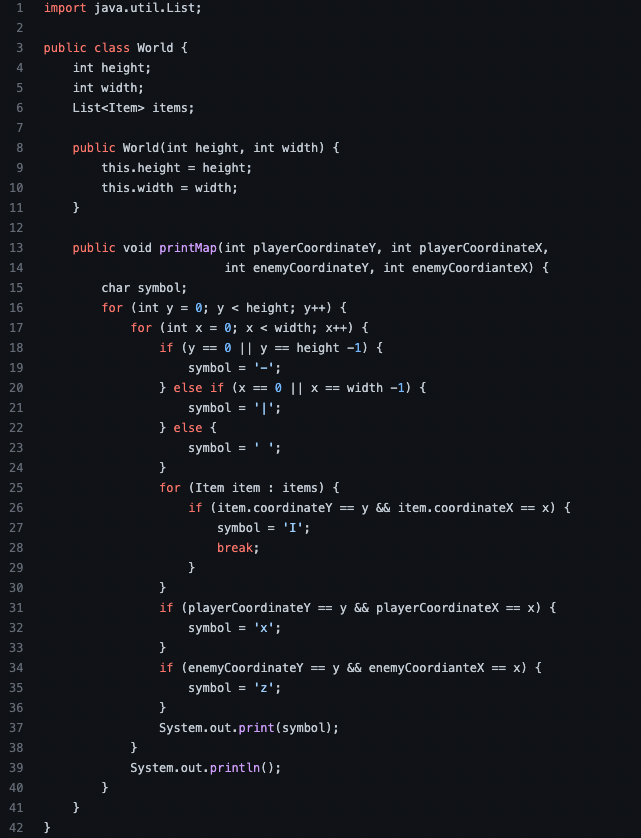 1 import java.util.List;
2
3 public class World {
4     int height;
5     int width;
6     List<Item> items;
7
8     public World(int height, int width) {
9         this.height = height;
10         this.width = width;
11     }
12
13     public void printMap(int playerCoordinateY, int playerCoordinateX,
14                          int enemyCoordinateY, int enemyCoordianteX) {
15         char symbol;
16         for (int y = 0; y < height; y++) {
17             for (int x = 0; x < width; x++) {
18                 if (y == 0 || y == height -1) {
19                     symbol = '-';
20                 } else if (x == 0 || x == width -1) {
21                     symbol = '|';
22                 } else {
23                     symbol = ' ';
24                 }
25                 for (Item item : items) {
26                     if (item.coordinateY == y && item.coordinateX == x) {
27                         symbol = 'I';
28                         break;
29                     }
30                 }
31                 if (playerCoordinateY == y && playerCoordinateX == x) {
32                     symbol = 'x';
33                 }
34                 if (enemyCoordinateY == y && enemyCoordianteX == x) {
35                     symbol = 'z';
36                 }
37                 System.out.print(symbol);
38             }
39             System.out.println();
40         }
41     }
42 }